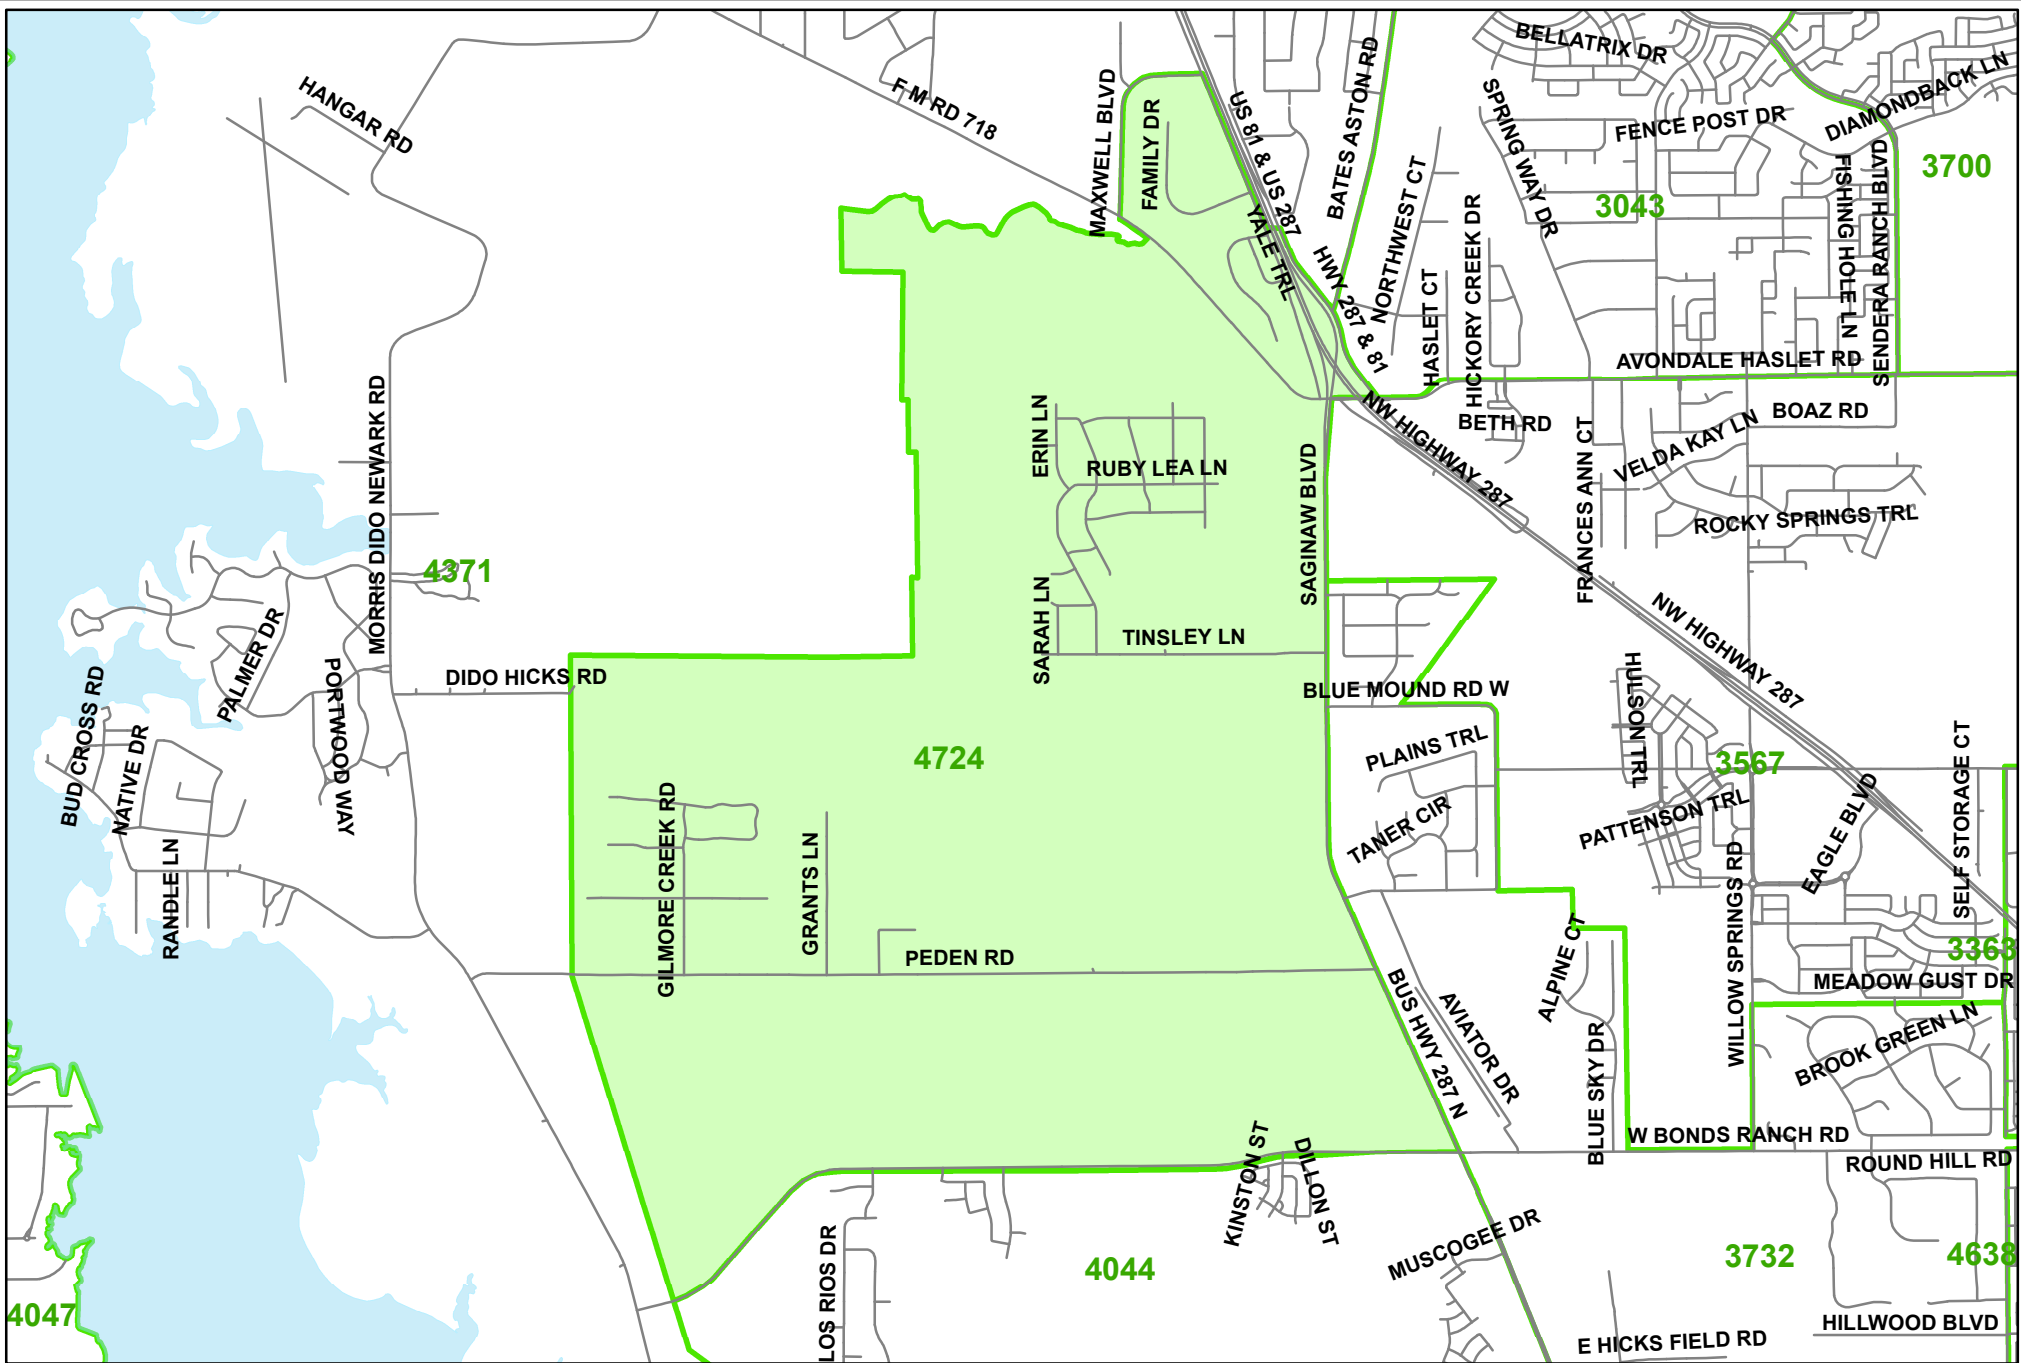 BELLATRIX DR
HANGAR RD
F M RD 718
MAXWELL BLVD
FAMILY DR
US 81 & US 287
BATES ASTON RD
SPRING WAY DR
FENCE POST DR
DIAMONDBACK LN
3700
3043
FISHING HOLE LN
SENDERA RANCH BLVD
NORTHWEST CT
YALE TRL
HWY 287 & 81
HASLET CT
HICKORY CREEK DR
AVONDALE HASLET RD
MORRIS DIDO NEWARK RD
ERIN LN
RUBY LEA LN
SAGINAW BLVD
NW HIGHWAY 287
BETH RD
BOAZ RD
FRANCES ANN CT
VELDA KAY LN
ROCKY SPRINGS TRL
4371
PALMER DR
SARAH LN
TINSLEY LN
NW HIGHWAY 287
BUD CROSS RD
NATIVE DR
PORTWOOD WAY
DIDO HICKS RD
BLUE MOUND RD W
HULSON TRL
4724
PLAINS TRL
3567
SELF STORAGE CT
TANER CIR
PATTENSON TRL
EAGLE BLVD
RANDLE LN
GILMORE CREEK RD
GRANTS LN
PEDEN RD
ALPINE CT
WILLOW SPRINGS RD
3363
MEADOW GUST DR
BUS HWY 287 N
AVIATOR DR
BLUE SKY DR
BROOK GREEN LN
W BONDS RANCH RD
ROUND HILL RD
KINSTON ST
DILLON ST
LOS RIOS DR
4044
MUSCOGEE DR
3732
4638
4047
HILLWOOD BLVD
E HICKS FIELD RD